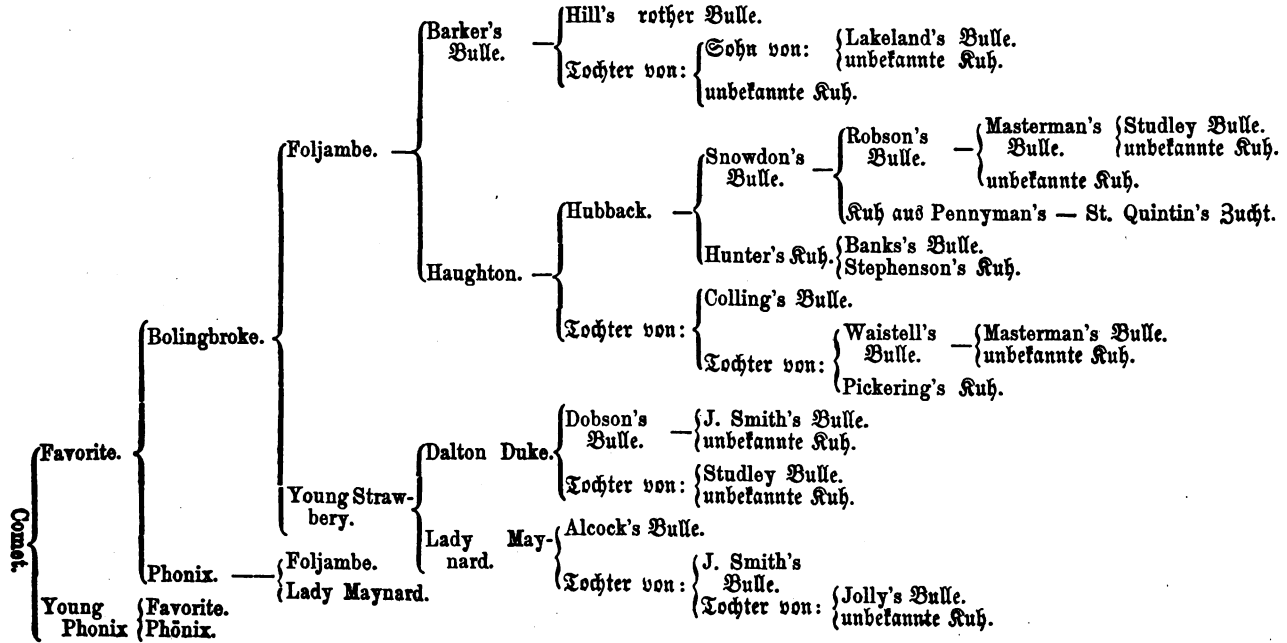 Hill's rother Bulle.
Barker's
Bulle.
Sohn von:
Lakeland's Bulle.
unbekannte Kuh.
Tochter von:
unbekannte Kuh.
Foljambe.
Snowdon's
Bulle.
Robson's
Bulle.
Masterman's
Bulle.
Studley Bulle.
unbekannte Kuh.
unbekannte Kuh.
Hubback.
Kuh aus Pennyman's — St. Quintin's Zucht.
Hunter's Kuh.
Banks's Bulle.
Stephenson's Kuh.
Haughton.
Colling's Bulle.
Tochter von:
Tochter von:
Waistell's
Bulle.
Masterman's Bulle.
unbekannte Kuh.
Pickering's Kuh.
Bolingbroke.
Dobson's
Bulle.
J. Smith's Bulle.
unbekannte Kuh.
Dalton Duke.
Tochter von:
Studley Bulle.
unbekannte Kuh.
Favorite.
Young Straw-
bery.
Lady May-
nard.
Alcock's Bulle.
Tochter von:
J. Smith's
Bulle.
Tochter von:
Jolly's Bulle.
unbekannte Kuh.
Comet.
Phonix.
Foljambe.
Lady Maynard.
Young
Phonix
Favorite.
Phönix.